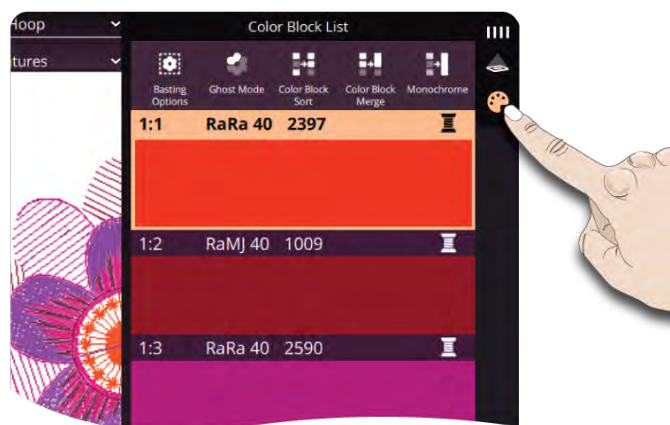 Hoop
Color Block List
tures
Basting Options
Ghost Mode
Color Block Sort
Color Block Merge
Monochrome
1:1 RaRa 40 2397
1:2 RaMJ 40 1009
1:3 RaRa 40 2590